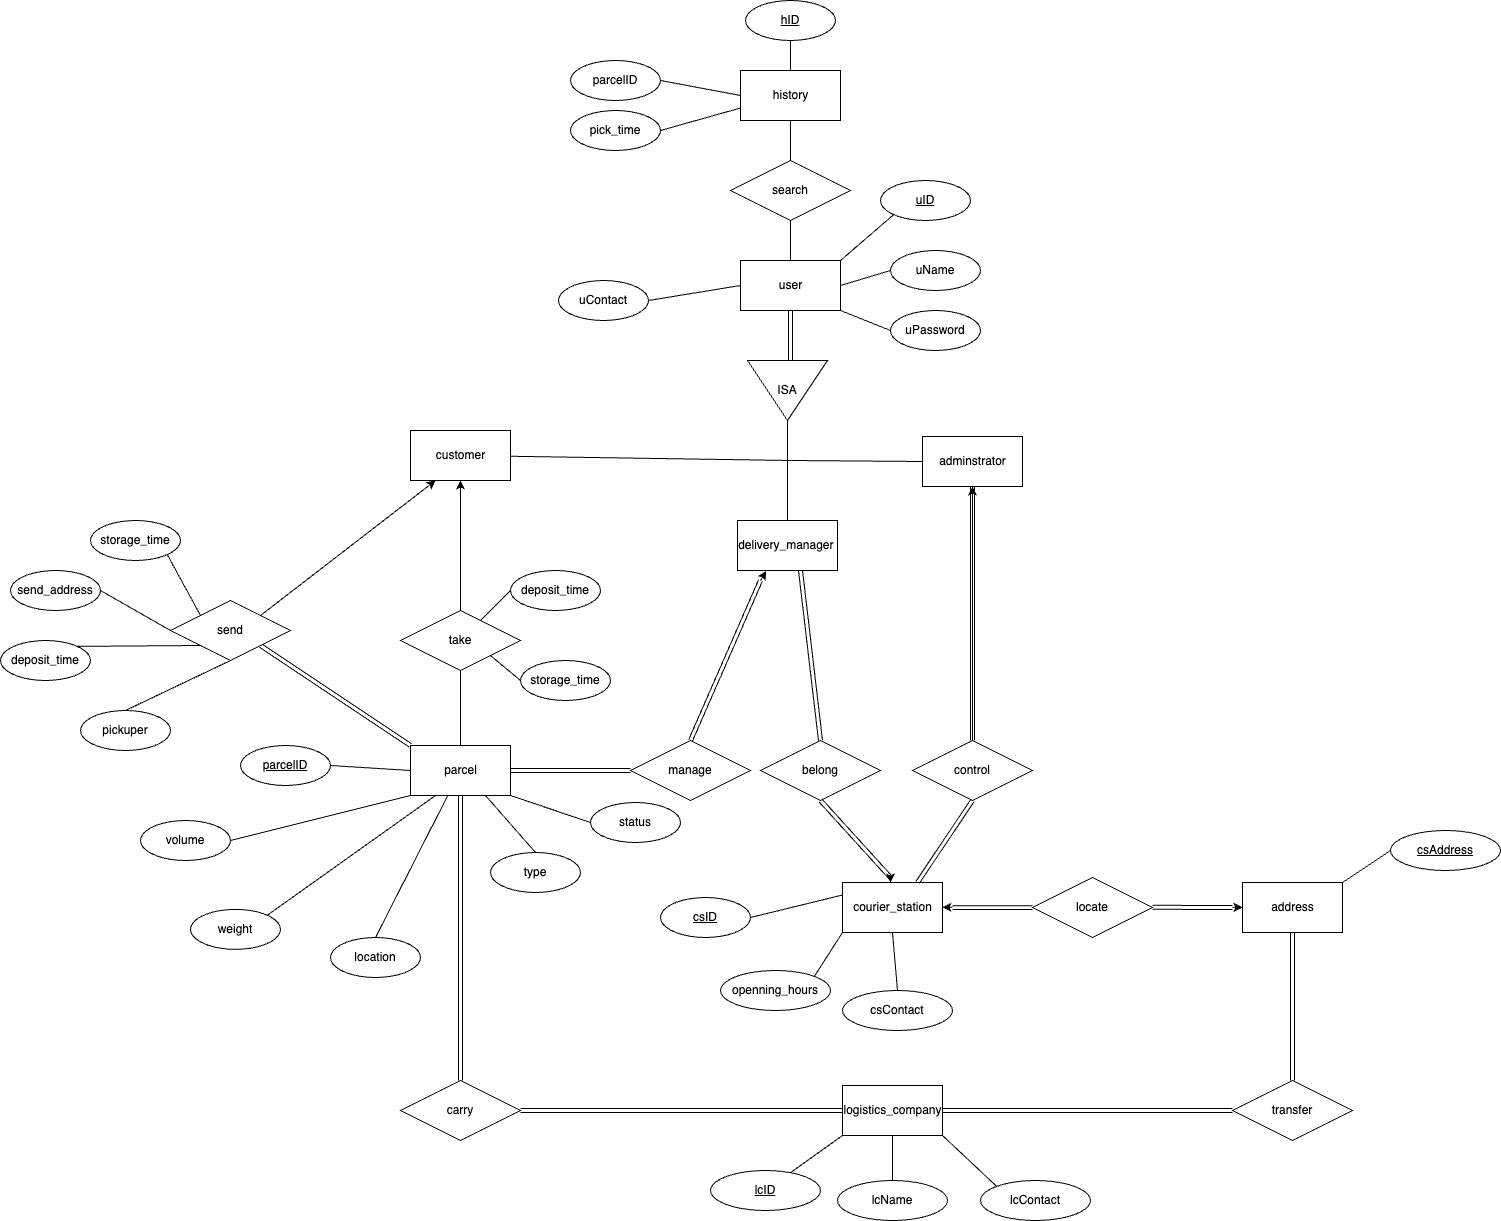 hID
parcelID
history
pick_time
search
uID
uName
uContact
user
uPassword
ISA
customer
adminstrator
storage_time
delivery_manager
send_address
deposit_time
send
take
deposit_time
storage_time
pickuper
parcelID
parcel
manage
belong
control
status
volume
type
csAddress
csID
courier_station
locate
address
weight
location
openning_hours
csContact
carry
logistics_company
transfer
lcID
lcName
lcContact